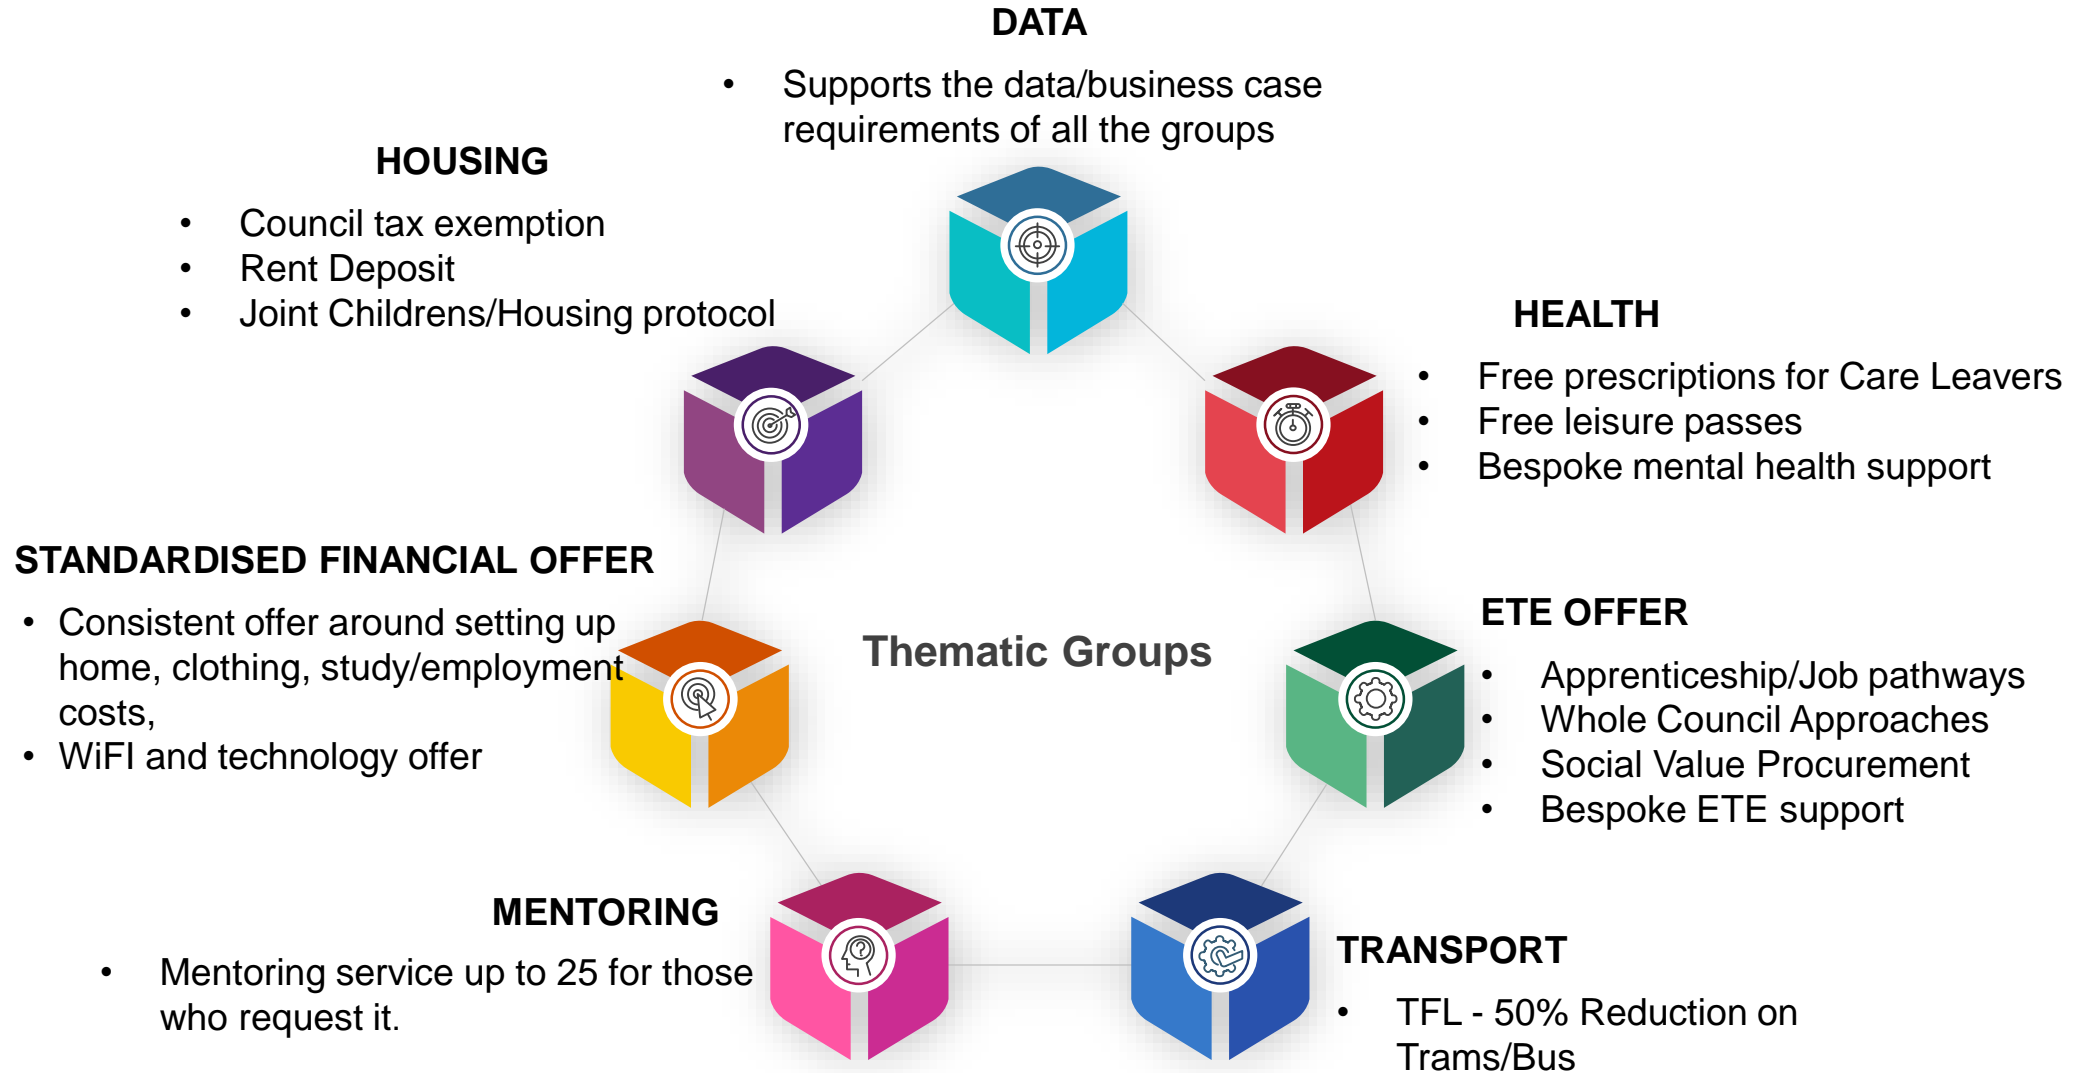 DATA
• Supports the data/business case
requirements of all the groups
HOUSING
• Council tax exemption
• Rent Deposit
• Joint Childrens/Housing protocol
HEALTH
• Free prescriptions for Care Leavers
• Free leisure passes
• Bespoke mental health support
STANDARDISED FINANCIAL OFFER
• Consistent offer around setting up
home, clothing, study/employment
costs,
• WiFI and technology offer
Thematic Groups
ETE OFFER
• Apprenticeship/Job pathways
• Whole Council Approaches
• Social Value Procurement
• Bespoke ETE support
MENTORING
• Mentoring service up to 25 for those
who request it.
TRANSPORT
• TFL - 50% Reduction on
Trams/Bus